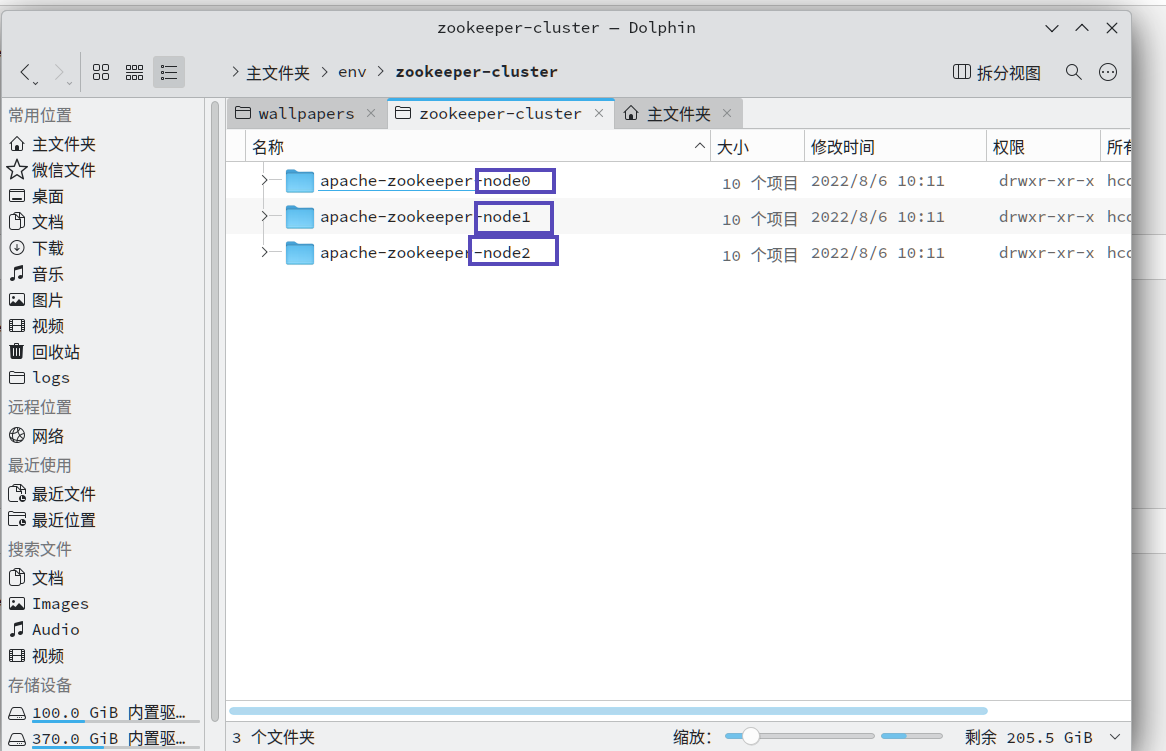 zookeeper-cluster — Dolphin
主文件夹 env zookeeper-cluster 拆分视图
常用位置
主文件夹
微信文件
桌面
文档
下载
音乐
图片
视频
回收站
logs
远程位置
网络
最近使用
最近文件
最近位置
搜索文件
文档
Images
Audio
视频
存储设备
100.0 GiB 内置驱…
370.0 GiB 内置驱…
wallpapers zookeeper-cluster 主文件夹
名称 大小 修改时间 权限 所有
apache-zookeeper-node0 10 个项目 2022/8/6 10:11 drwxr-xr-x hcc
apache-zookeeper-node1 10 个项目 2022/8/6 10:11 drwxr-xr-x hcc
apache-zookeeper-node2 10 个项目 2022/8/6 10:11 drwxr-xr-x hcc
3 个文件夹 缩放: 剩余 205.5 GiB